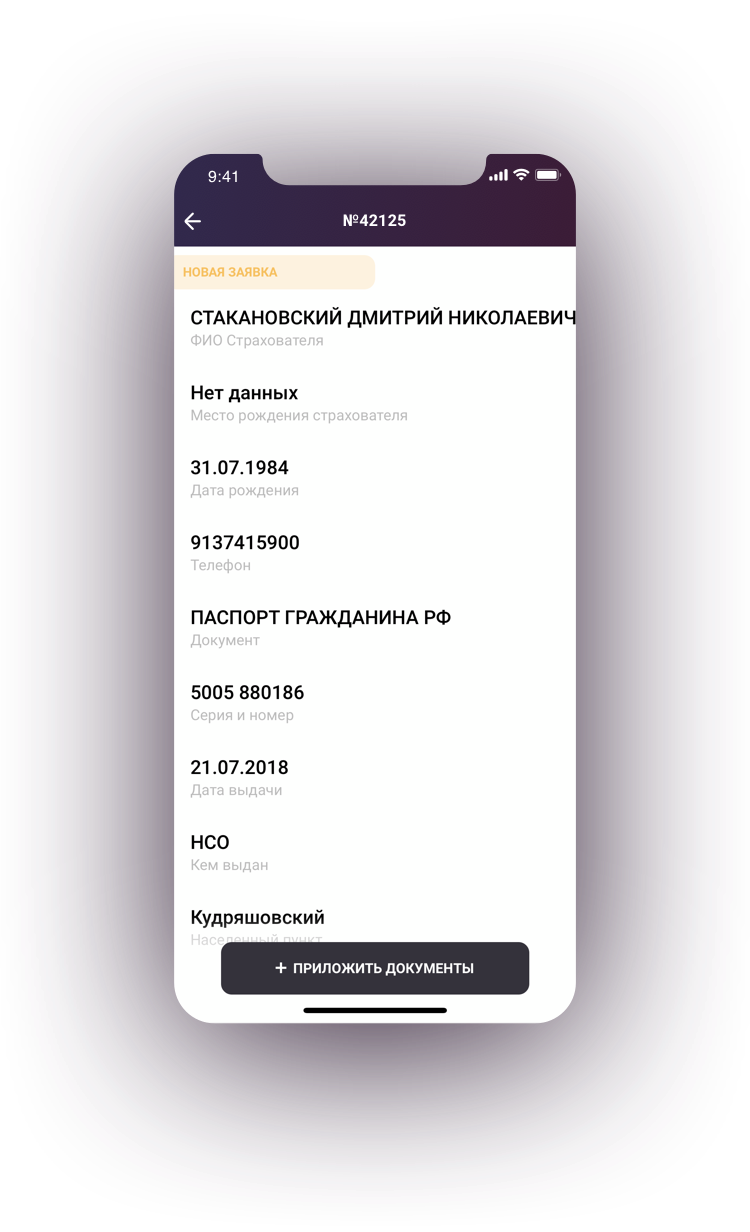 9:41
№42125
НОВАЯ ЗАЯВКА
СТАКАНОВСКИЙ ДМИТРИЙ НИКОЛАЕВИЧ
ФИО Страхователя
Нет данных
Место рождения страхователя
31.07.1984
Дата рождения
9137415900
Телефон
ПАСПОРТ ГРАЖДАНИНА РФ
Документ
5005 880186
Серия и номер
21.07.2018
Дата выдачи
НСО
Кем выдан
Кудряшовский
Населенный пункт
+ ПРИЛОЖИТЬ ДОКУМЕНТЫ